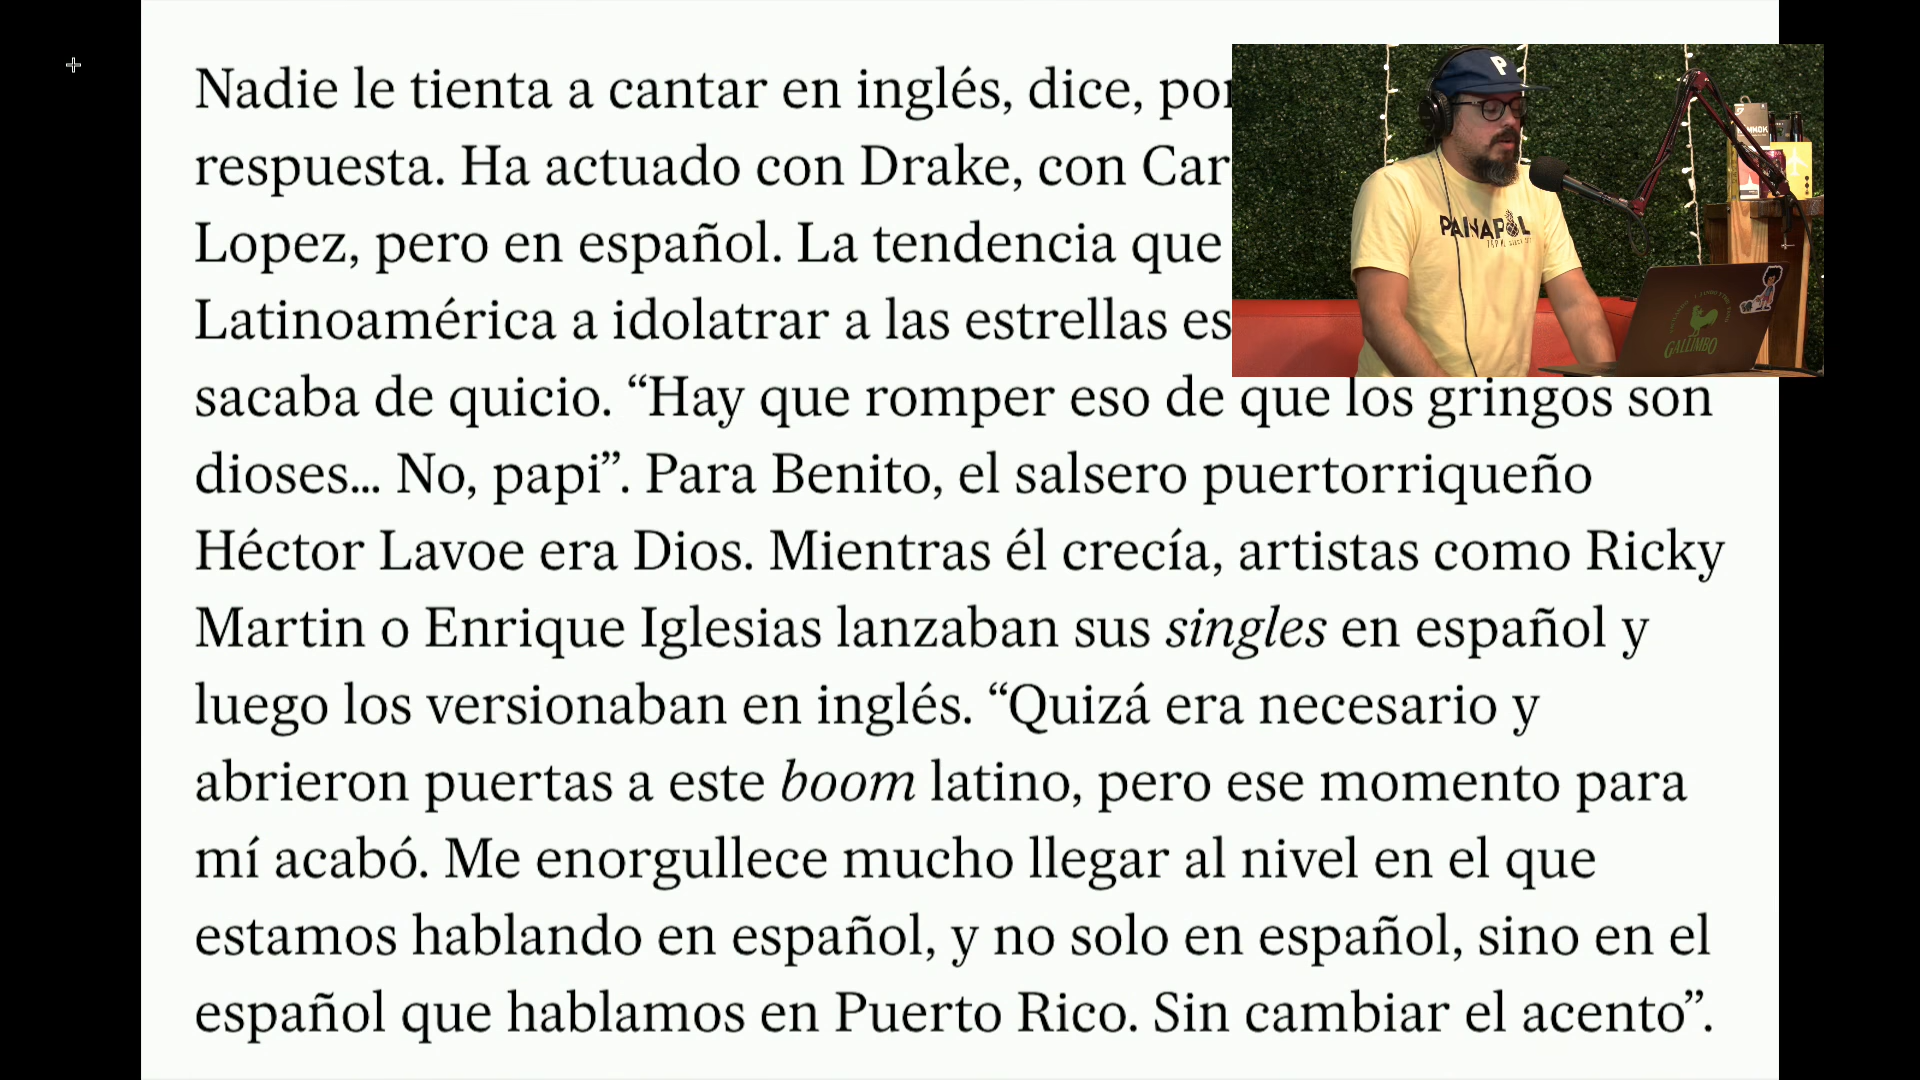 Nadie le tienta a cantar en inglés, dice,
respuesta. Ha actuado con Drake, con
Lopez, pero en español. La tendencia que
Latinoamérica a idolatrar a las estrellas
sacaba de quicio. “Hay que romper eso de que los gringos son
dioses... No, papi”. Para Benito, el salsero puertorriqueño
Héctor Lavoe era Dios. Mientras él crecía, artistas como Ricky
Martin o Enrique Iglesias lanzaban sus singles en español y
luego los versionaban en inglés. “Quizá era necesario y
abrieron puertas a este boom latino, pero ese momento para
mí acabó. Me enorgullece mucho llegar al nivel en el que
estamos hablando en español, y no solo en español, sino en el
español que hablamos en Puerto Rico. Sin cambiar el acento”.
P
PAINAPOL
GALLIMBO